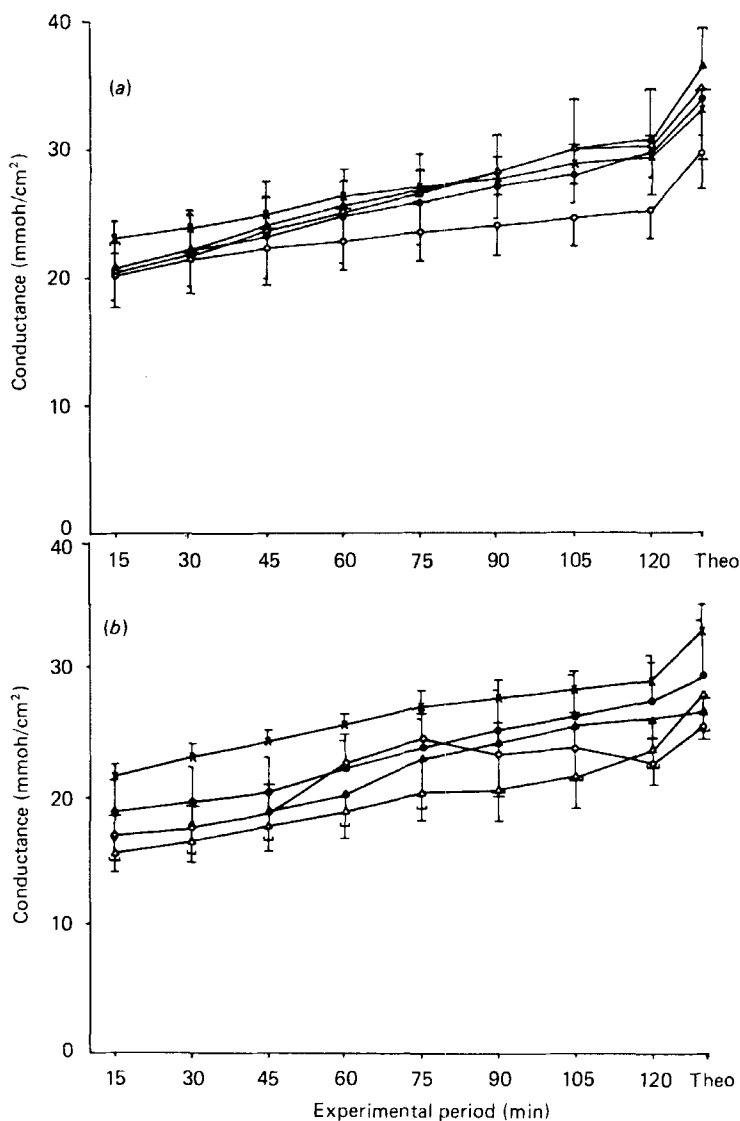 40
(a)
30
Conductance (mmoh/cm²)
20
10
0
15 30 45 60 75 90 105 120 Theo
40
(b)
30
Conductance (mmoh/cm²)
20
10
0
15 30 45 60 75 90 105 120 Theo
Experimental period (min)